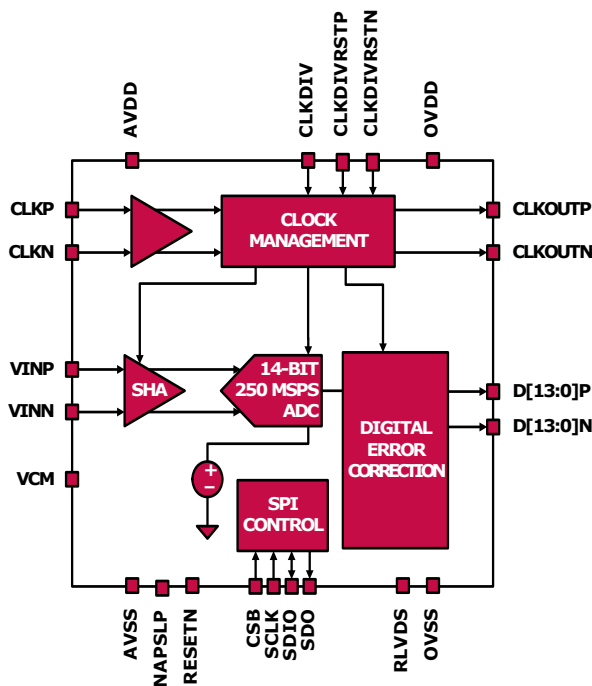 AVDD
CLKDIV
CLKDIVRSTP
CLKDIVRSTN
OVDD
CLKP
CLKN
CLOCK
MANAGEMENT
CLKOUTP
CLKOUTN
VINP
VINN
SHA
14-BIT
250 MSPS
ADC
D[13:0]P
D[13:0]N
DIGITAL
ERROR
CORRECTION
VCM
+
–
SPI
CONTROL
AVSS
NAPSLP
RESETN
CSB
SCLK
SDIO
SDO
RLVDS
OVSS